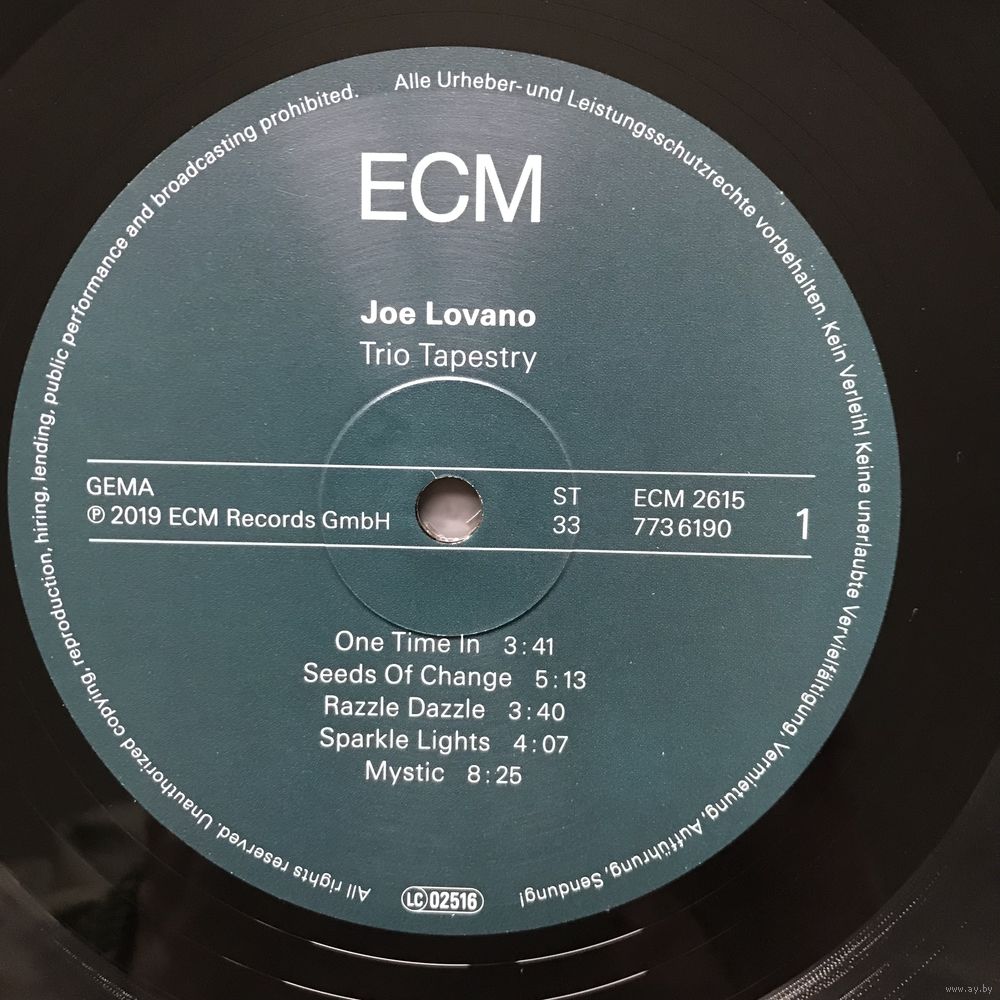 Alle Urheber- und Leistungsschutzrechte vorbehalten. Kein Verleih! Keine unerlaubte Vervielfältigung, Vermietung, Aufführung, Sendung!
ECM
Joe Lovano
Trio Tapestry
GEMA
℗ 2019 ECM Records GmbH
ST
33
ECM 2615
773 6190
1
One Time In 3:41
Seeds Of Change 5:13
Razzle Dazzle 3:40
Sparkle Lights 4:07
Mystic 8:25
LC 02516
All rights reserved. Unauthorized copying, reproduction, hiring, lending, public performance and broadcasting prohibited.
www.ay.by